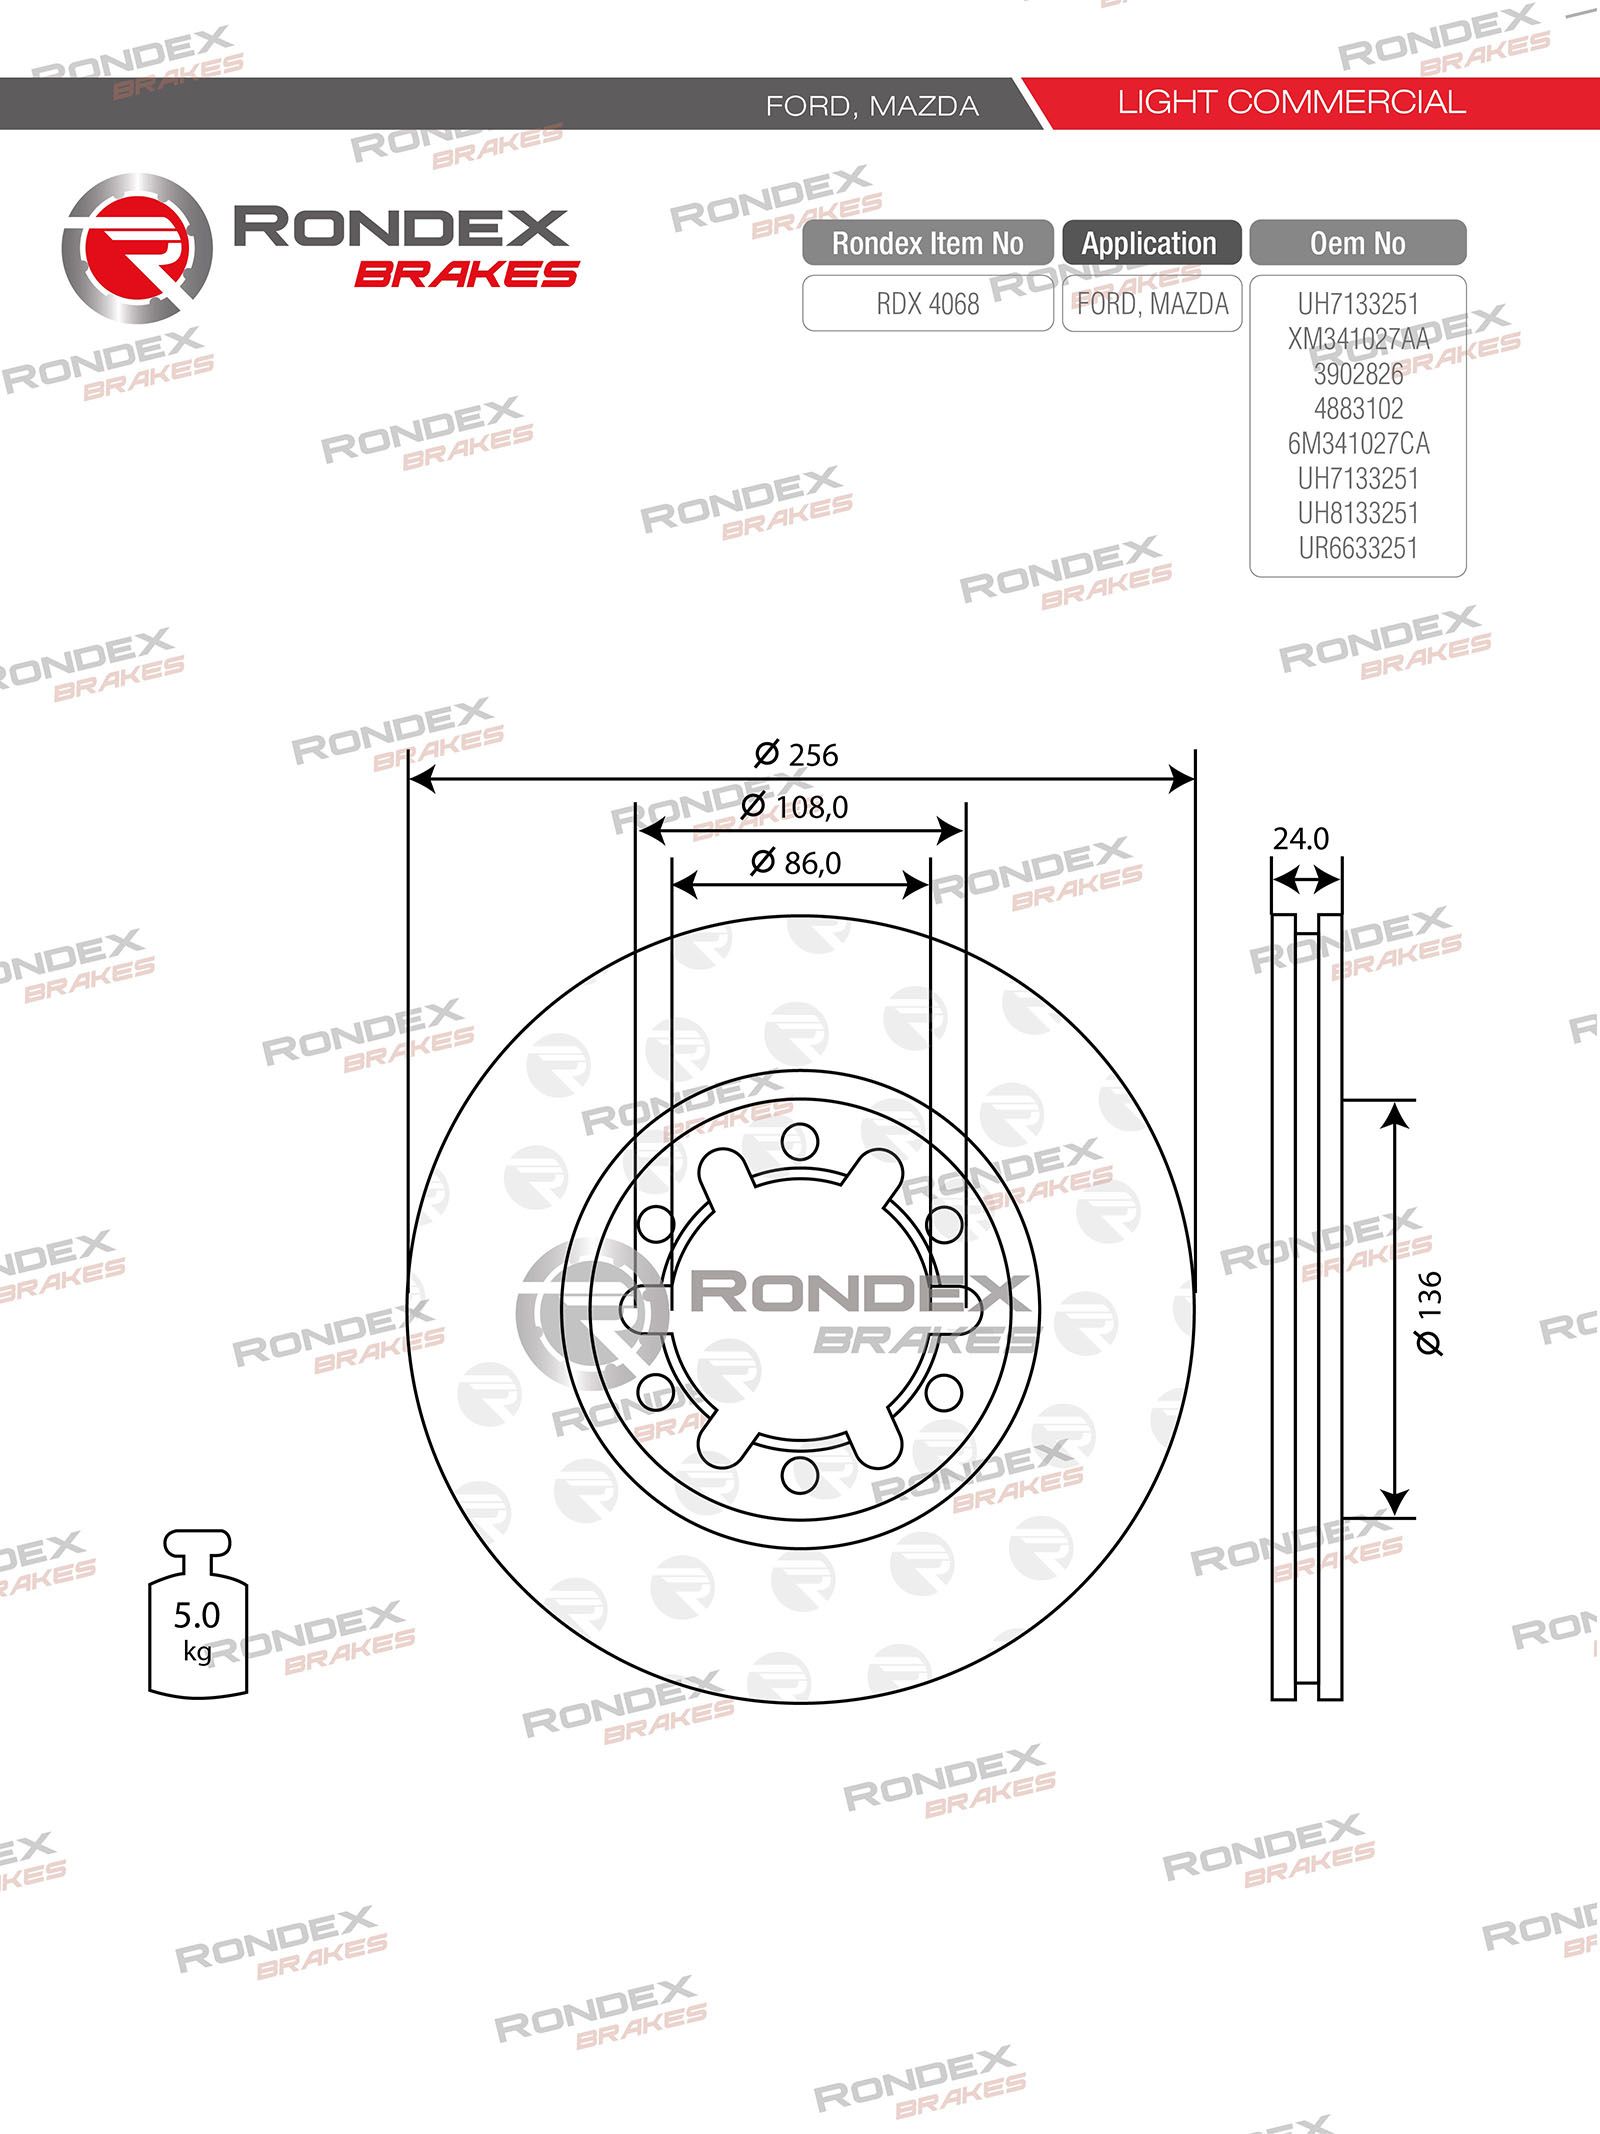 FORD, MAZDA
LIGHT COMMERCIAL
RONDEX
BRAKES
Rondex Item No
Application
Oem No
RDX 4068
FORD, MAZDA
UH7133251
XM341027AA
3902826
4883102
6M341027CA
UH7133251
UH8133251
UR6633251
Ø 256
Ø 108,0
Ø 86,0
24.0
Ø 136
RONDEX
BRAKES
5.0
kg